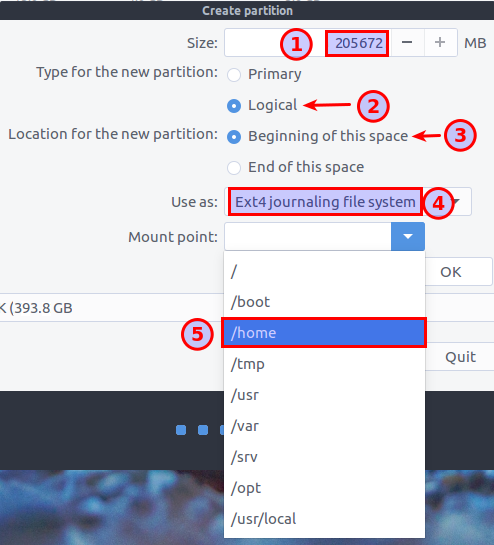 Create partition
Size: 1 205672 − + MB
Type for the new partition: Primary
Logical 2
Location for the new partition: Beginning of this space 3
End of this space
Use as: Ext4 journaling file system 4
Mount point:
/
OK
/boot
K (393.8 GB
5 /home
/tmp
Quit
/usr
/var
/srv
/opt
/usr/local